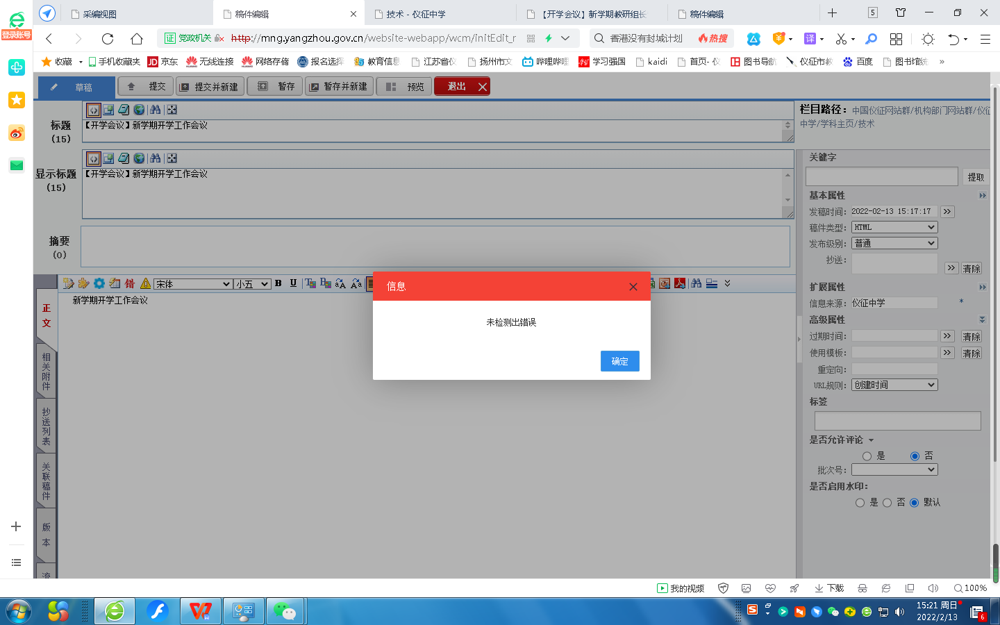 采编视图
稿件编辑
技术 - 仪征中学
【开学会议】新学期教研组长
稿件编辑
5
登录账号
证 党政机关
http://mng.yangzhou.gov.cn/website-webapp/wcm/initEdit_r
香港没有封城计划
热搜
译
收藏
手机收藏夹
京东
无线连接
网络存储
报名选择
教育信息
江苏省仪
扬州市文
哔哩哔哩
学习强国
kaidi
首页- 仪
图书导航
仪征市教
百度
图书馆统
草稿
提交
提交并新建
暂存
暂存并新建
预览
退出
栏目路径：中国仪征网站群/机构部门网站群/仪征
中学/学科主页/技术
标题
(15)
【开学会议】新学期开学工作会议
显示标题
(15)
【开学会议】新学期开学工作会议
摘要
(0)
错
宋体
小五
B U
正文
新学期开学工作会议
相关附件
抄送列表
关联稿件
版本
信息
未检测出错误
确定
关键字
提取
基本属性
发稿时间：2022-02-13 15:17:17
稿件类型：HTML
发布级别：普通
抄送：
清除
扩展属性
信息来源：仪征中学 *
高级属性
过期时间： 清除
使用模板： 清除
重定向：
URL规则：创建时间
标签
是否允许评论
是 否
批次号：
是否启用水印：
是 否 默认
我的视频
下载
100%
15:21 周日
2022/2/13
6